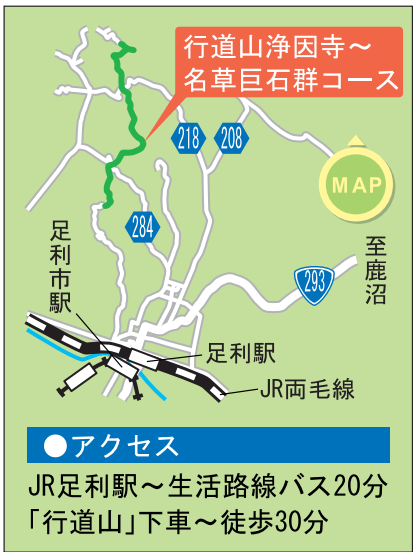 行道山浄因寺～
名草巨石群コース
218
208
MAP
284
足利市駅
至鹿沼
293
足利駅
JR両毛線
●アクセス
JR足利駅～生活路線バス20分
「行道山」下車～徒歩30分